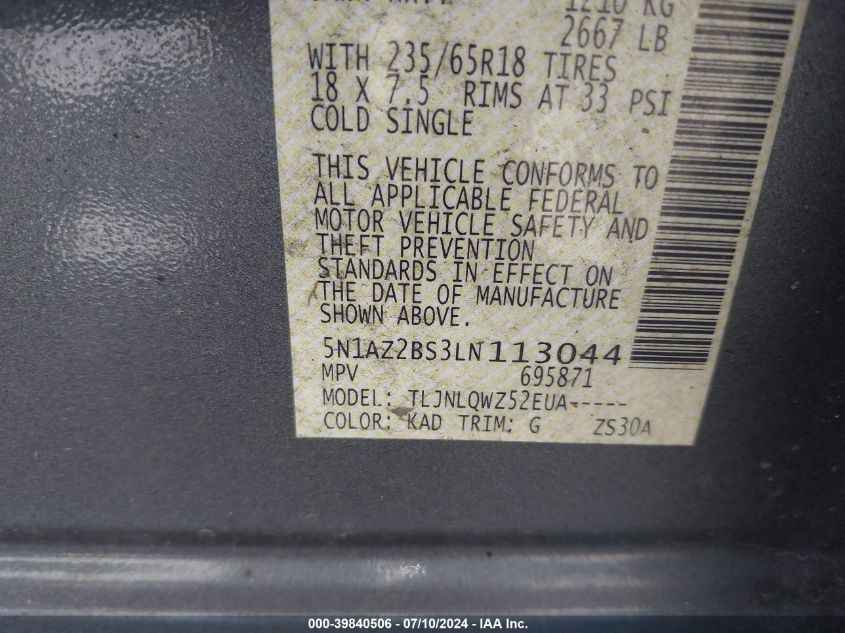 1210 KG
2667 LB
WITH 235/65R18 TIRES
18 X 7.5 RIMS AT 33 PSI
COLD SINGLE
THIS VEHICLE CONFORMS TO
ALL APPLICABLE FEDERAL
MOTOR VEHICLE SAFETY AND
THEFT PREVENTION
STANDARDS IN EFFECT ON
THE DATE OF MANUFACTURE
SHOWN ABOVE.
5N1AZ2BS3LN113044
MPV 695871
MODEL: TLJNLQWZ52EUA-----
COLOR: KAD TRIM: G ZS30A
000-39840506 - 07/10/2024 - IAA Inc.